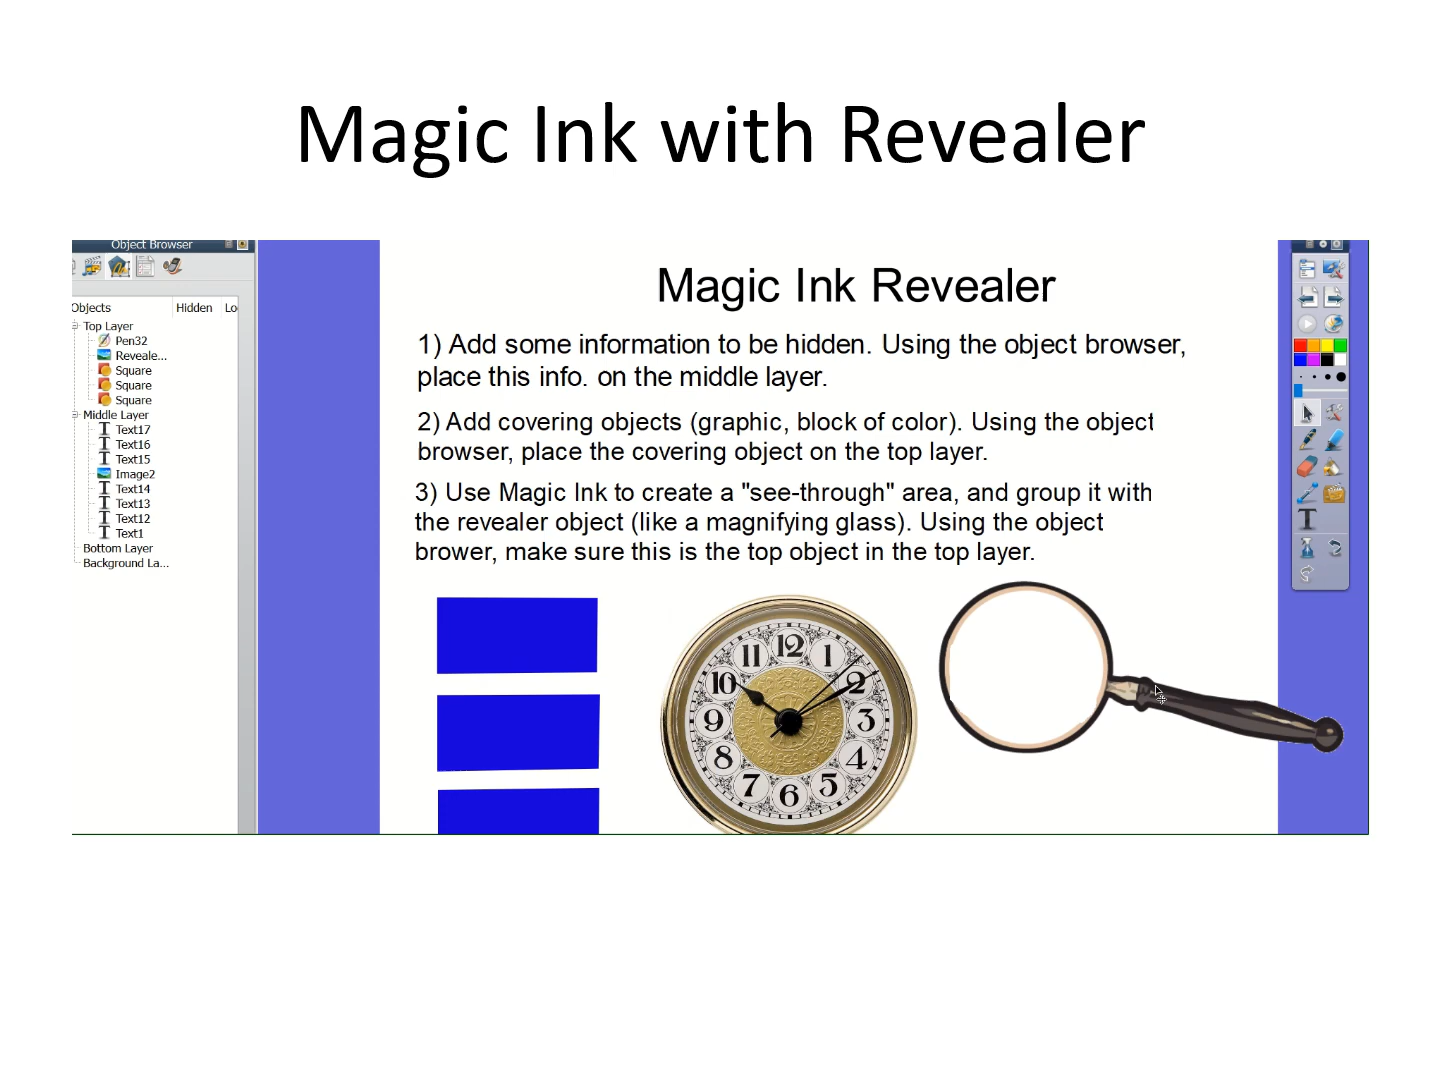 Magic Ink with Revealer
Object Browser
Objects Hidden Lo
Top Layer
Pen32
Reveale...
Square
Square
Square
Middle Layer
Text17
Text16
Text15
Image2
Text14
Text13
Text12
Text1
Bottom Layer
Background La...
Magic Ink Revealer
1) Add some information to be hidden. Using the object browser,
place this info. on the middle layer.
2) Add covering objects (graphic, block of color). Using the object
browser, place the covering object on the top layer.
3) Use Magic Ink to create a "see-through" area, and group it with
the revealer object (like a magnifying glass). Using the object
brower, make sure this is the top object in the top layer.
12
11 1
10 2
9 3
8 4
7 5
6
T